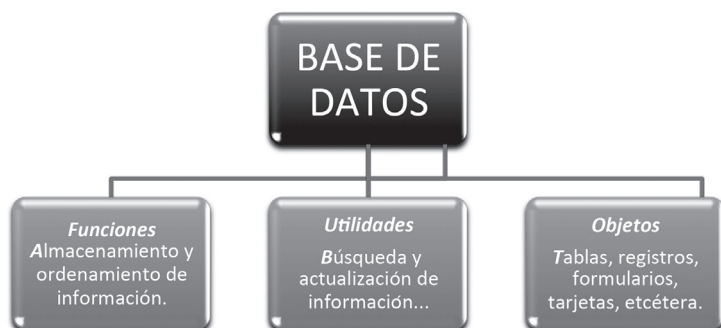 BASE DE
DATOS
Funciones
Almacenamiento y
ordenamiento de
información.
Utilidades
Búsqueda y
actualización de
información...
Objetos
Tablas, registros,
formularios,
tarjetas, etcétera.